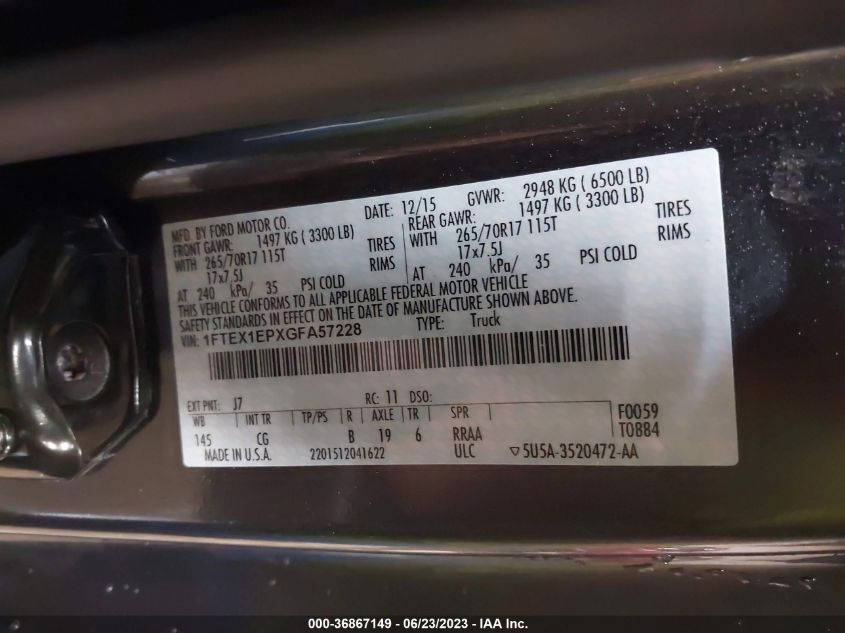 MFD. BY FORD MOTOR CO.
DATE: 12/15 GVWR: 2948 KG ( 6500 LB)
FRONT GAWR: 1497 KG ( 3300 LB) REAR GAWR: 1497 KG ( 3300 LB)
WITH 265/70R17 115T TIRES WITH 265/70R17 115T TIRES
17x7.5J RIMS 17x7.5J RIMS
AT 240 kPa/ 35 PSI COLD AT 240 kPa/ 35 PSI COLD
THIS VEHICLE CONFORMS TO ALL APPLICABLE FEDERAL MOTOR VEHICLE
SAFETY STANDARDS IN EFFECT ON THE DATE OF MANUFACTURE SHOWN ABOVE.
VIN: 1FTEX1EPXGFA57228 TYPE: Truck
EXT PNT: J7 RC: 11 DSO: F0059
WB INT TR TP/PS R AXLE TR SPR T0884
145 CG B 19 6 RRAA
MADE IN U.S.A. 2201512041622 ULC ▽5U5A-3520472-AA
000-36867149 - 06/23/2023 - IAA Inc.